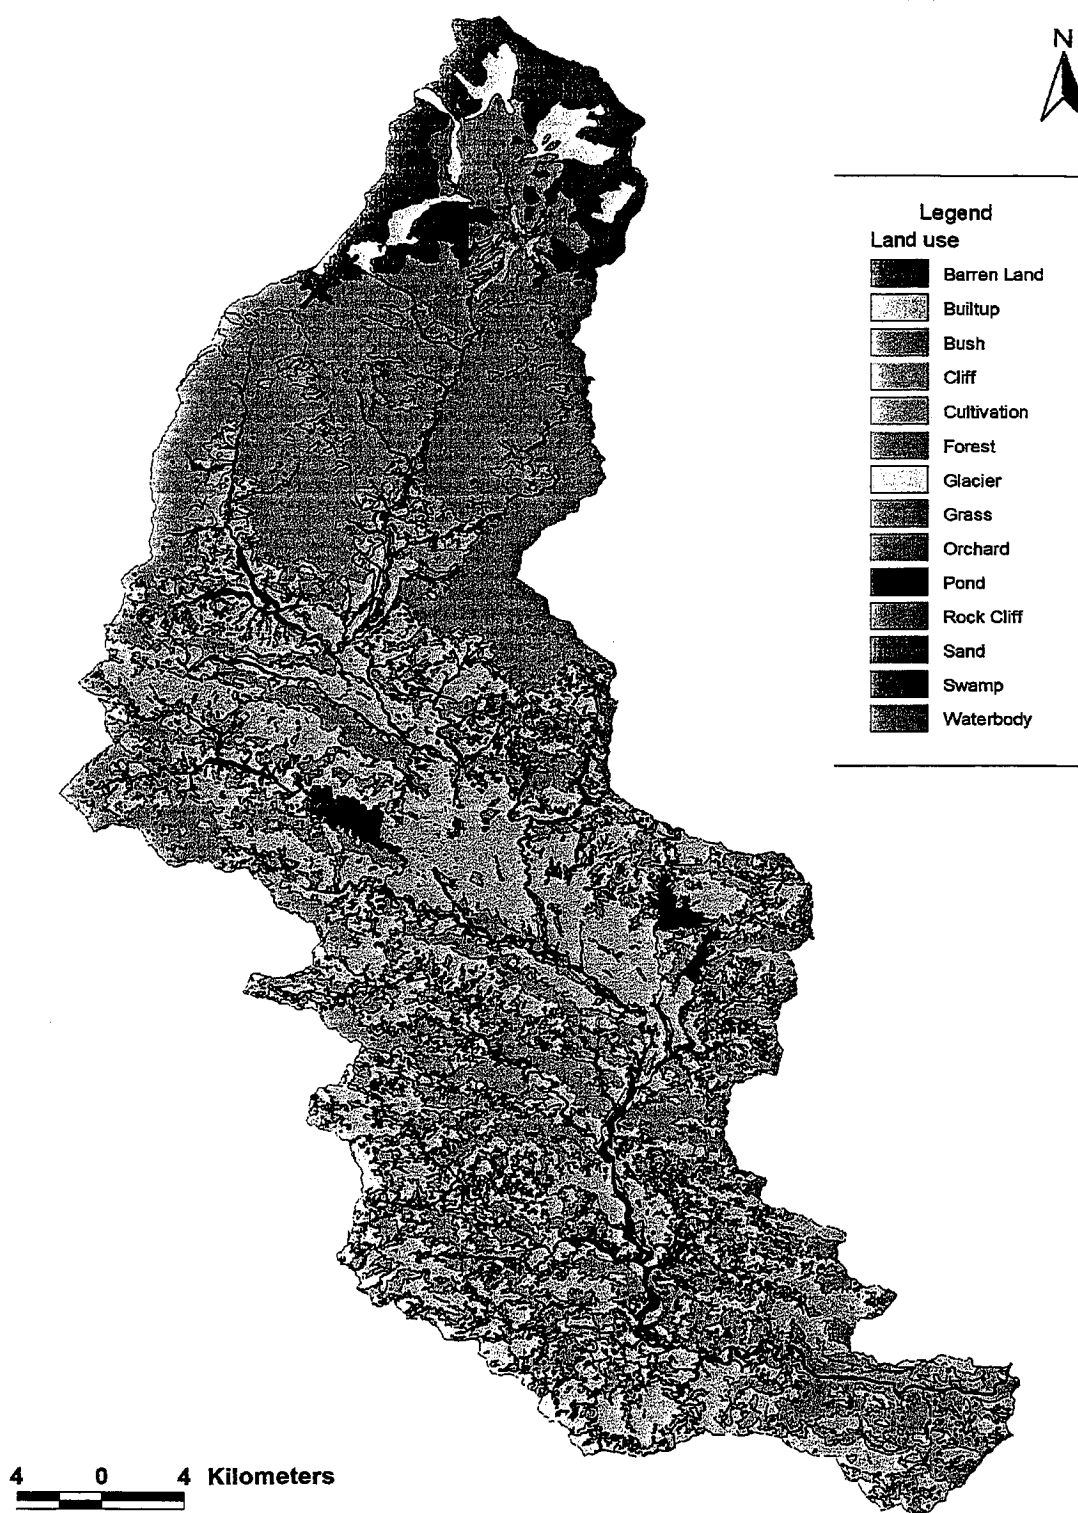 N
Legend
Land use
Barren Land
Builtup
Bush
Cliff
Cultivation
Forest
Glacier
Grass
Orchard
Pond
Rock Cliff
Sand
Swamp
Waterbody
4 0 4 Kilometers